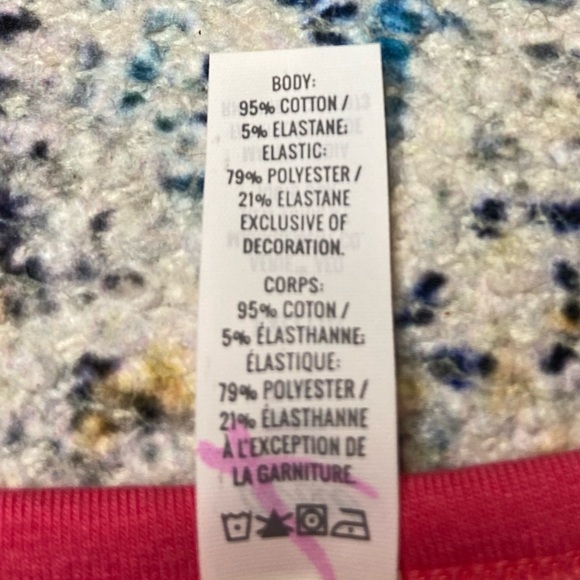 BODY:
95% COTTON /
5% ELASTANE;
ELASTIC:
79% POLYESTER /
21% ELASTANE
EXCLUSIVE OF
DECORATION.
CORPS:
95% COTON /
5% ÉLASTHANNE;
ÉLASTIQUE:
79% POLYESTER /
21% ÉLASTHANNE
À L'EXCEPTION DE
LA GARNITURE.